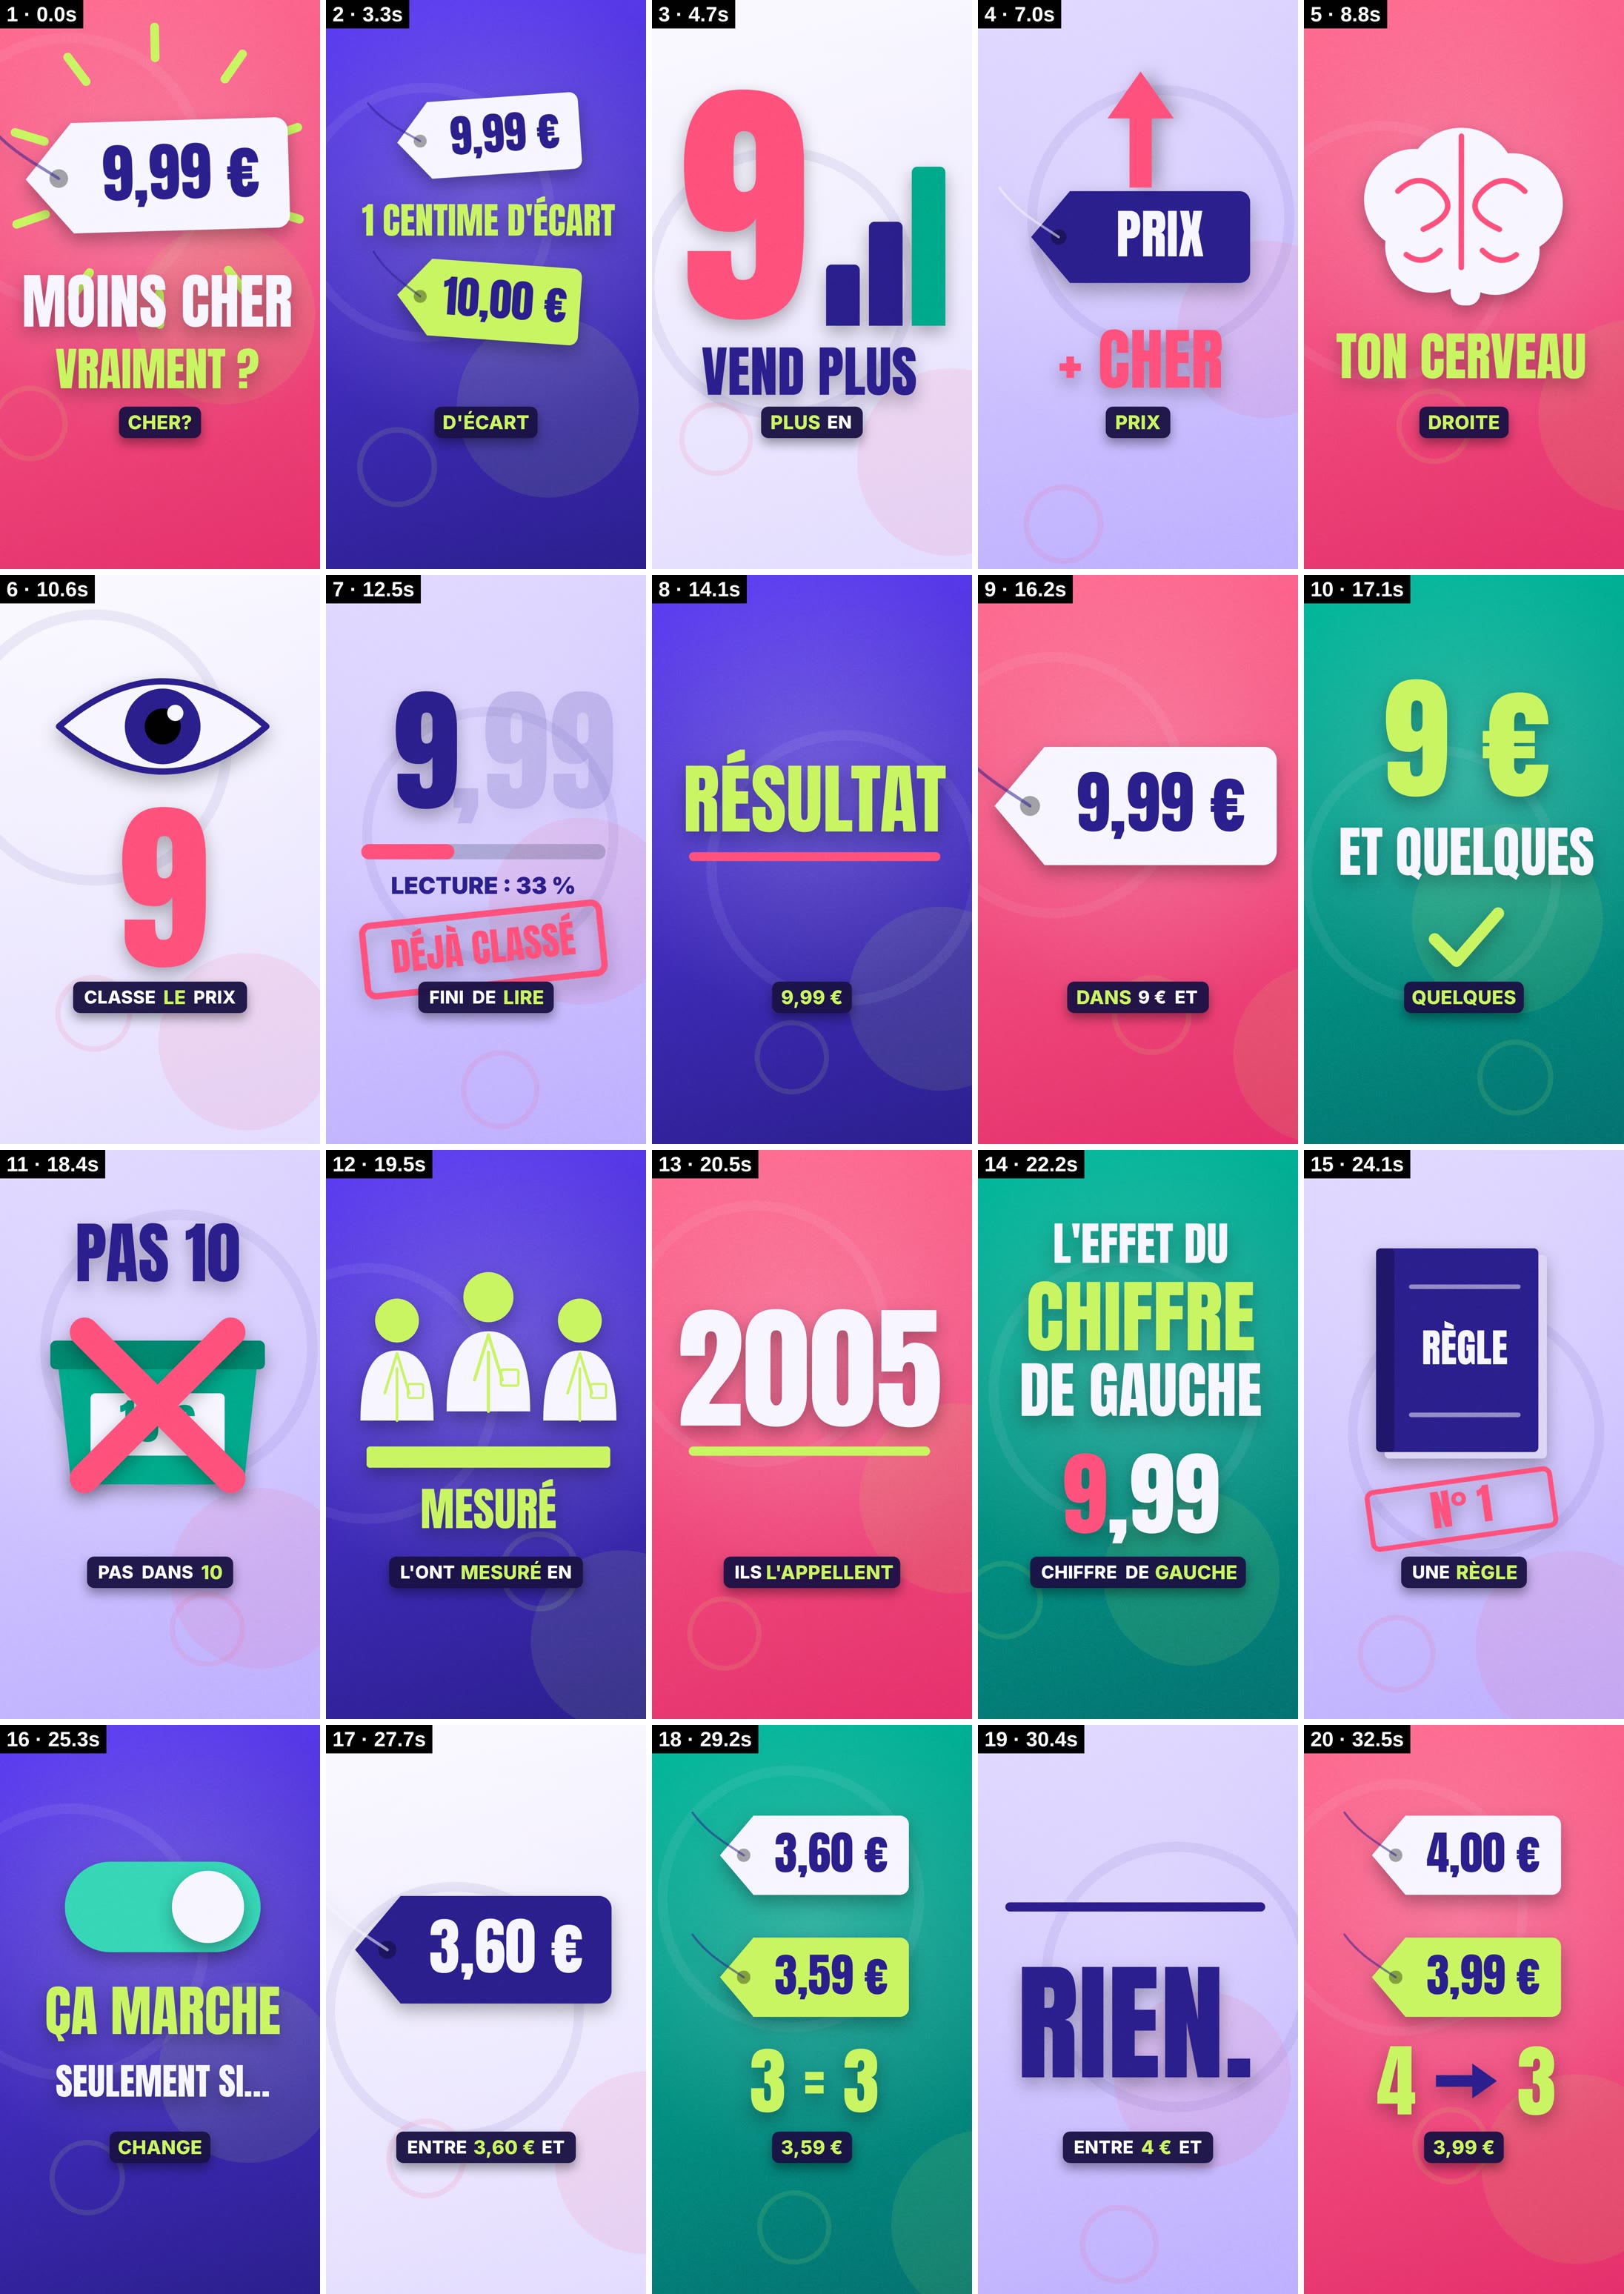 1 · 0.0s
9,99 €
MOINS CHER
VRAIMENT ?
CHER?
2 · 3.3s
9,99 €
1 CENTIME D'ÉCART
10,00 €
D'ÉCART
3 · 4.7s
9
VEND PLUS
PLUS EN
4 · 7.0s
PRIX
+ CHER
PRIX
5 · 8.8s
TON CERVEAU
DROITE
6 · 10.6s
9
CLASSE LE PRIX
7 · 12.5s
9,99
LECTURE : 33 %
DÉJÀ CLASSÉ
FINI DE LIRE
8 · 14.1s
RÉSULTAT
9,99 €
9 · 16.2s
9,99 €
DANS 9 € ET
10 · 17.1s
9 €
ET QUELQUES
QUELQUES
11 · 18.4s
PAS 10
PAS DANS 10
12 · 19.5s
MESURÉ
L'ONT MESURÉ EN
13 · 20.5s
2005
ILS L'APPELLENT
14 · 22.2s
L'EFFET DU
CHIFFRE
DE GAUCHE
9,99
CHIFFRE DE GAUCHE
15 · 24.1s
RÈGLE
N° 1
UNE RÈGLE
16 · 25.3s
ÇA MARCHE
SEULEMENT SI...
CHANGE
17 · 27.7s
3,60 €
ENTRE 3,60 € ET
18 · 29.2s
3,60 €
3,59 €
3 = 3
3,59 €
19 · 30.4s
RIEN.
ENTRE 4 € ET
20 · 32.5s
4,00 €
3,99 €
4 → 3
3,99 €